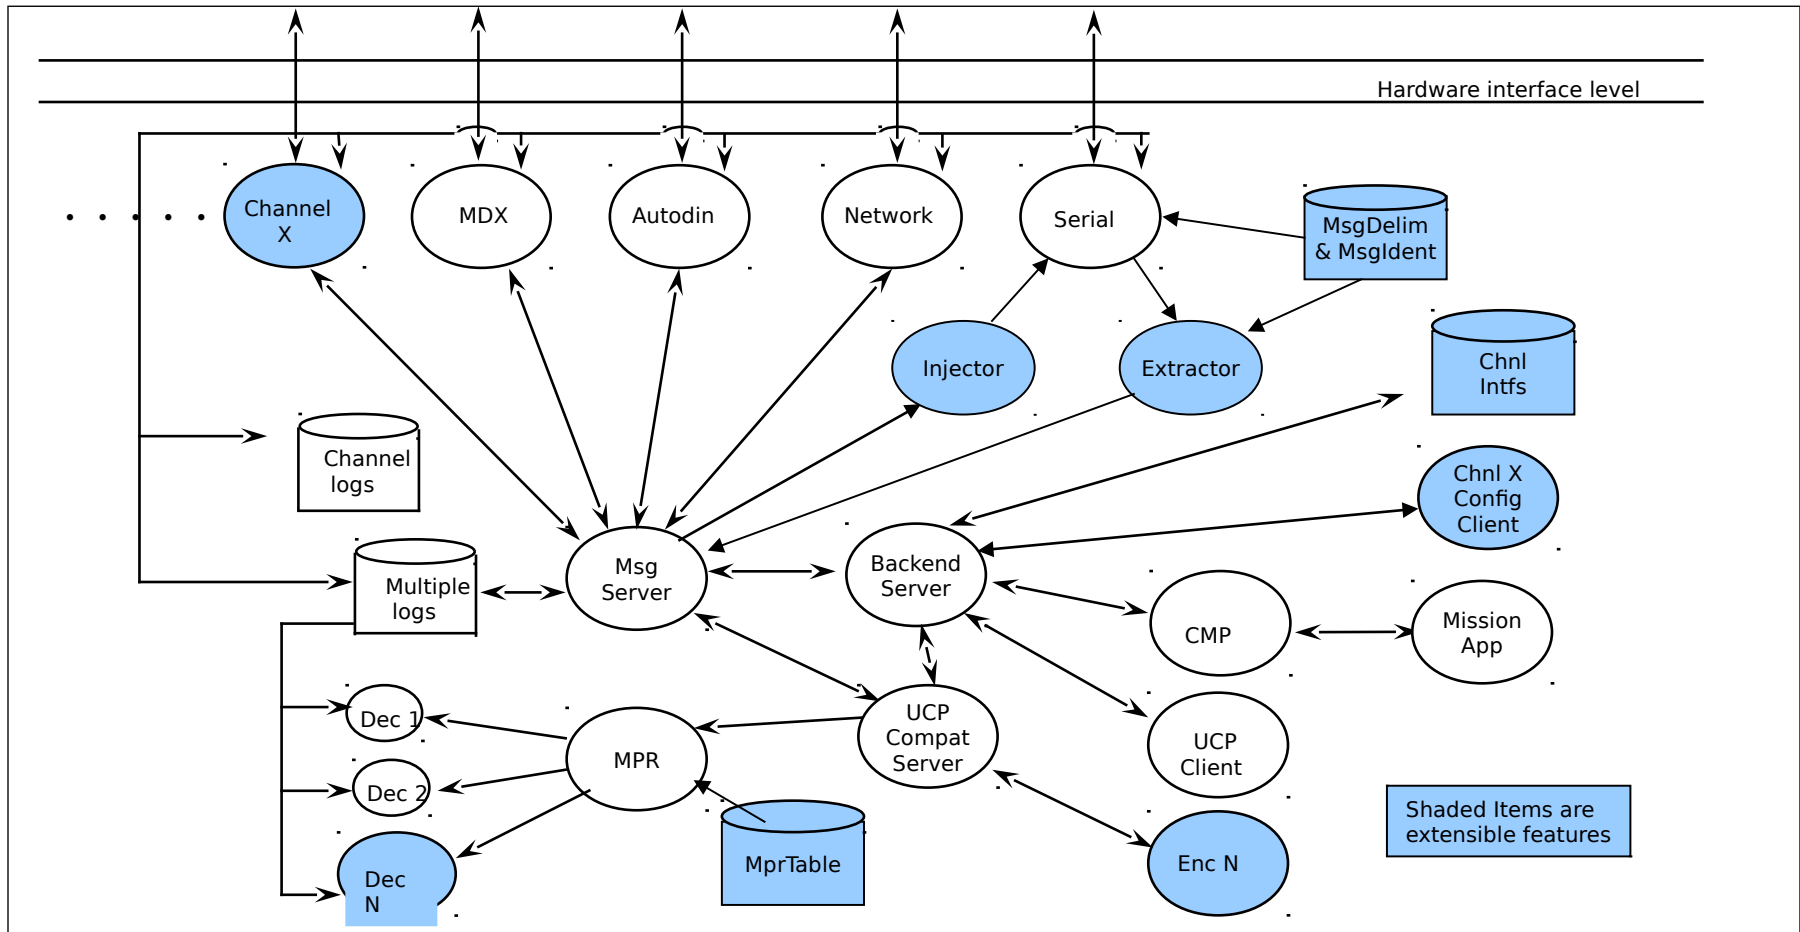 Hardware interface level
Channel
X
MDX
Autodin
Network
Serial
MsgDelim
& MsgIdent
Injector
Extractor
Chnl
Intfs
Channel
logs
Chnl X
Config
Client
Multiple
logs
Msg
Server
Backend
Server
CMP
Mission
App
Dec 1
MPR
UCP
Compat
Server
UCP
Client
Dec 2
Shaded Items are
extensible features
MprTable
Enc N
Dec
N